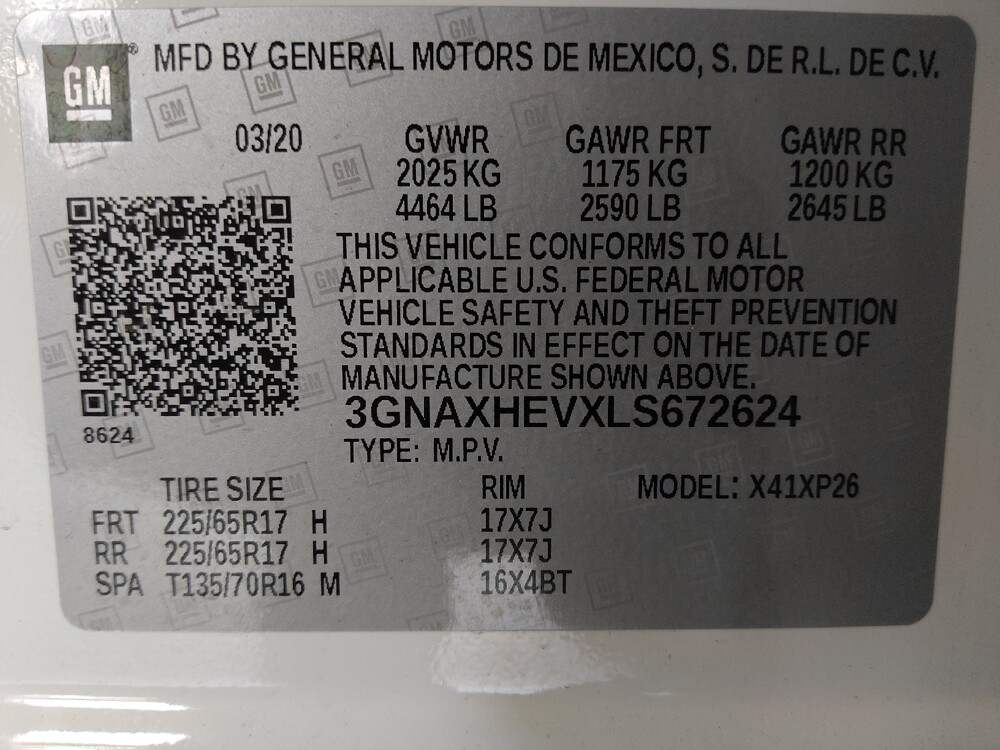 GM ® MFD BY GENERAL MOTORS DE MEXICO, S. DE R.L. DE C.V.
03/20 GVWR GAWR FRT GAWR RR
2025 KG 1175 KG 1200 KG
4464 LB 2590 LB 2645 LB
THIS VEHICLE CONFORMS TO ALL
APPLICABLE U.S. FEDERAL MOTOR
VEHICLE SAFETY AND THEFT PREVENTION
STANDARDS IN EFFECT ON THE DATE OF
MANUFACTURE SHOWN ABOVE.
3GNAXHEVXLS672624
8624
TYPE: M.P.V.
TIRE SIZE RIM MODEL: X41XP26
FRT 225/65R17 H 17X7J
RR 225/65R17 H 17X7J
SPA T135/70R16 M 16X4BT